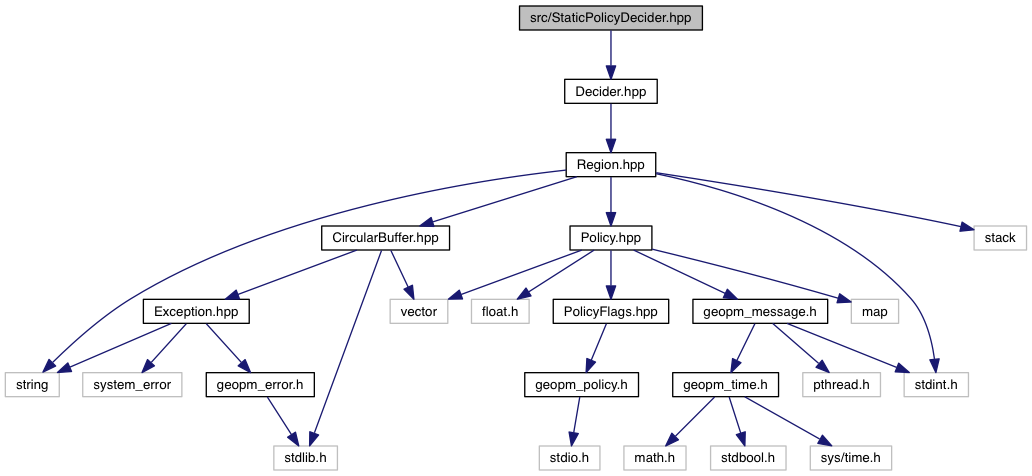 src/StaticPolicyDecider.hpp
Decider.hpp
Region.hpp
CircularBuffer.hpp
Policy.hpp
stack
Exception.hpp
vector
float.h
PolicyFlags.hpp
geopm_message.h
map
string
system_error
geopm_error.h
geopm_policy.h
geopm_time.h
pthread.h
stdint.h
stdlib.h
stdio.h
math.h
stdbool.h
sys/time.h